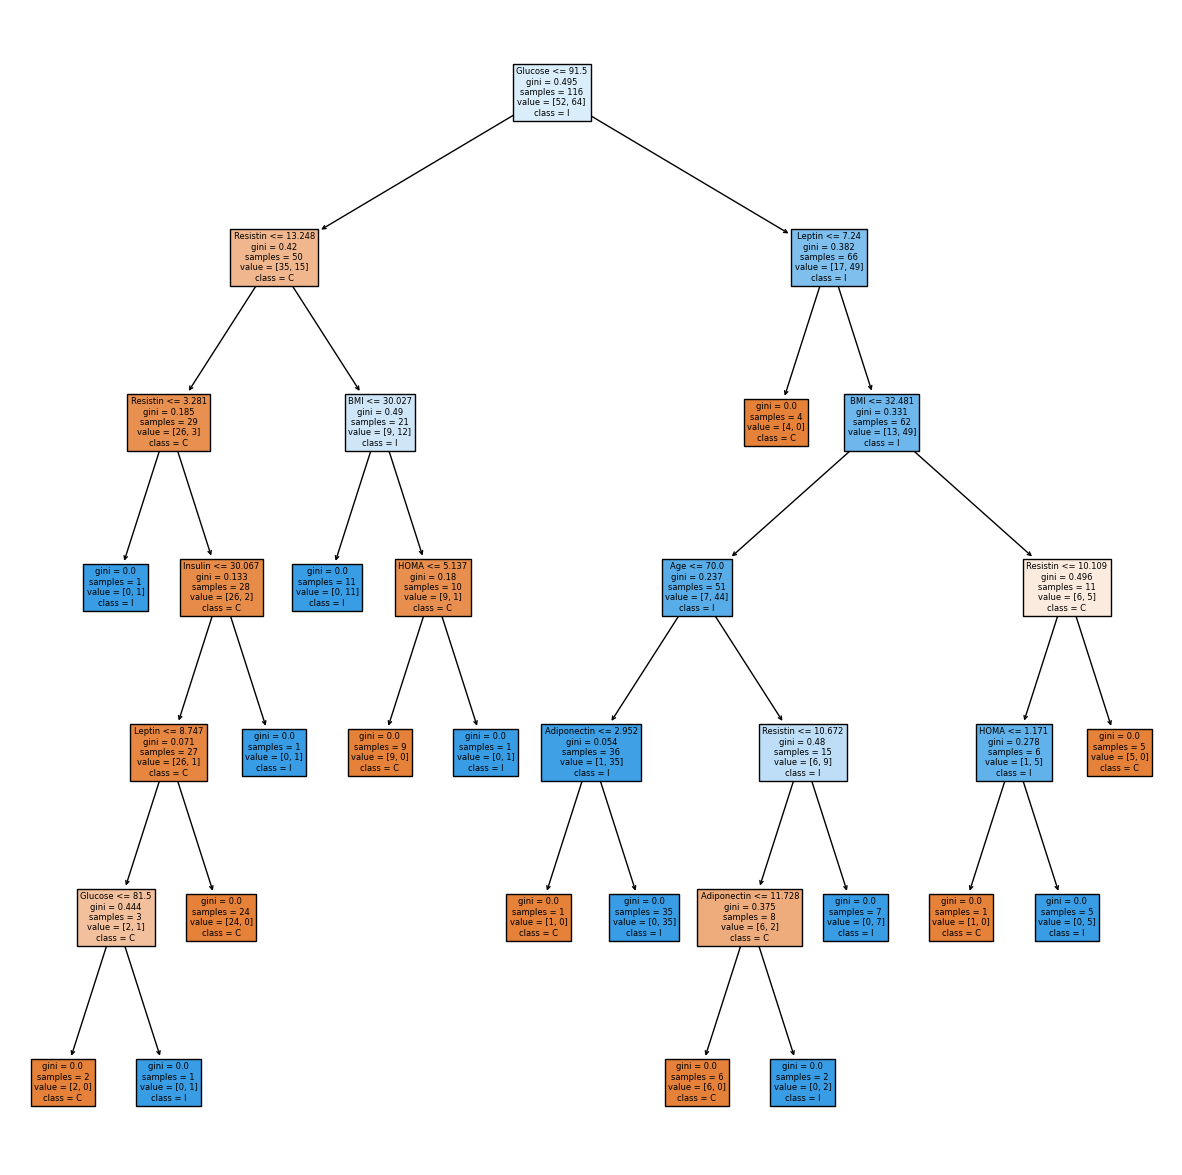 Glucose <= 91.5
gini = 0.495
samples = 116
value = [52, 64]
class = I
Resistin <= 13.248
gini = 0.42
samples = 50
value = [35, 15]
class = C
Leptin <= 7.24
gini = 0.382
samples = 66
value = [17, 49]
class = I
Resistin <= 3.281
gini = 0.185
samples = 29
value = [26, 3]
class = C
BMI <= 30.027
gini = 0.49
samples = 21
value = [9, 12]
class = I
gini = 0.0
samples = 4
value = [4, 0]
class = C
BMI <= 32.481
gini = 0.331
samples = 62
value = [13, 49]
class = I
gini = 0.0
samples = 1
value = [0, 1]
class = I
Insulin <= 30.067
gini = 0.133
samples = 28
value = [26, 2]
class = C
gini = 0.0
samples = 11
value = [0, 11]
class = I
HOMA <= 5.137
gini = 0.18
samples = 10
value = [9, 1]
class = C
Age <= 70.0
gini = 0.237
samples = 51
value = [7, 44]
class = I
Resistin <= 10.109
gini = 0.496
samples = 11
value = [6, 5]
class = C
Leptin <= 8.747
gini = 0.071
samples = 27
value = [26, 1]
class = C
gini = 0.0
samples = 1
value = [0, 1]
class = I
gini = 0.0
samples = 9
value = [9, 0]
class = C
gini = 0.0
samples = 1
value = [0, 1]
class = I
Adiponectin <= 2.952
gini = 0.054
samples = 36
value = [1, 35]
class = I
Resistin <= 10.672
gini = 0.48
samples = 15
value = [6, 9]
class = I
HOMA <= 1.171
gini = 0.278
samples = 6
value = [1, 5]
class = I
gini = 0.0
samples = 5
value = [5, 0]
class = C
Glucose <= 81.5
gini = 0.444
samples = 3
value = [2, 1]
class = C
gini = 0.0
samples = 24
value = [24, 0]
class = C
gini = 0.0
samples = 1
value = [1, 0]
class = C
gini = 0.0
samples = 35
value = [0, 35]
class = I
Adiponectin <= 11.728
gini = 0.375
samples = 8
value = [6, 2]
class = C
gini = 0.0
samples = 7
value = [0, 7]
class = I
gini = 0.0
samples = 1
value = [1, 0]
class = C
gini = 0.0
samples = 5
value = [0, 5]
class = I
gini = 0.0
samples = 2
value = [2, 0]
class = C
gini = 0.0
samples = 1
value = [0, 1]
class = I
gini = 0.0
samples = 6
value = [6, 0]
class = C
gini = 0.0
samples = 2
value = [0, 2]
class = I